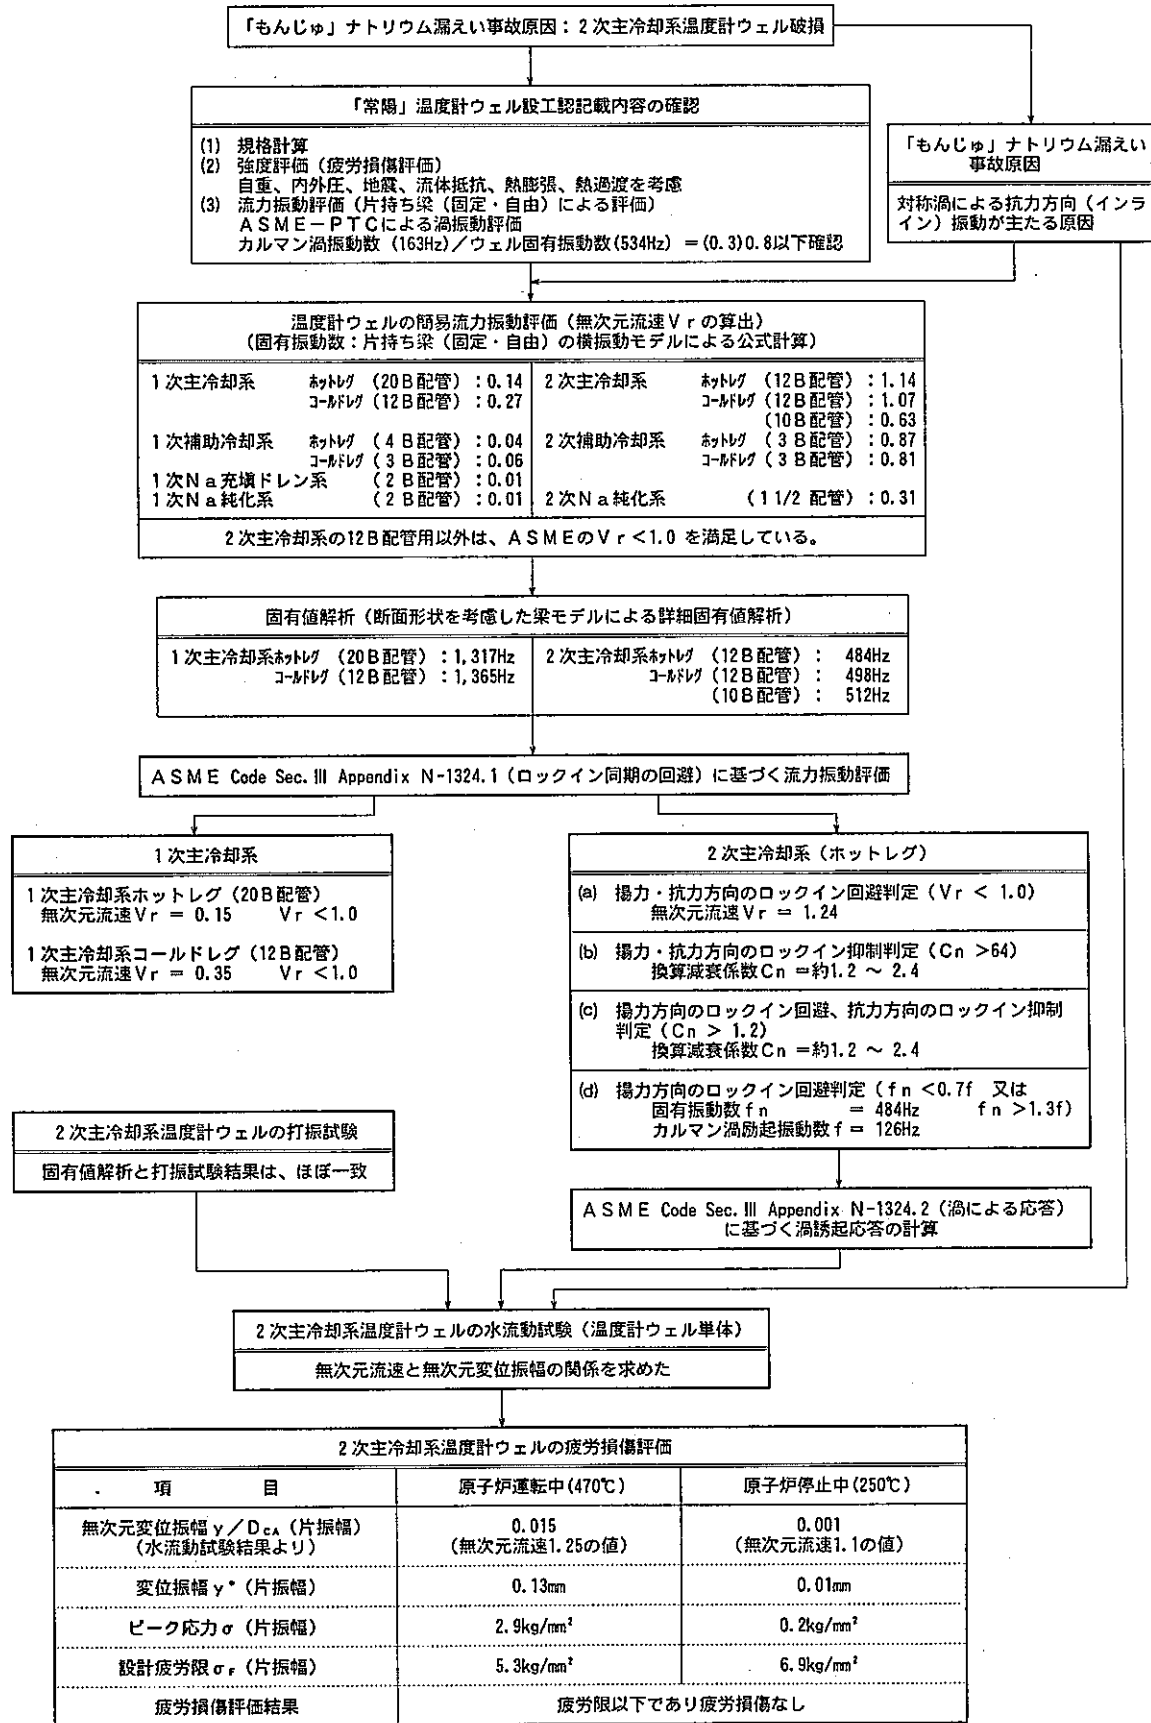 「もんじゅ」ナトリウム漏えい事故原因：2次主冷却系温度計ウェル破損
「常陽」温度計ウェル設工認記載内容の確認
(1) 規格計算
(2) 強度評価（疲労損傷評価）
自重、内外圧、地震、流体抵抗、熱膨張、熱過渡を考慮
(3) 流力振動評価（片持ち梁（固定・自由）による評価）
ASME－PTCによる渦振動評価
カルマン渦振動数（163Hz）／ウェル固有振動数(534Hz) ＝(0.3)0.8以下確認
「もんじゅ」ナトリウム漏えい
事故原因
対称渦による抗力方向（インラ
イン）振動が主たる原因
温度計ウェルの簡易流力振動評価（無次元流速Ｖｒの算出）
（固有振動数：片持ち梁（固定・自由）の横振動モデルによる公式計算）
1次主冷却系 ホットレグ （20B配管）：0.14
コールドレグ（12B配管）：0.27
1次補助冷却系 ホットレグ （4B配管）：0.04
コールドレグ（3B配管）：0.06
1次Ｎａ充塡ドレン系 （2B配管）：0.01
1次Ｎａ純化系 （2B配管）：0.01
2次主冷却系 ホットレグ （12B配管）：1.14
コールドレグ（12B配管）：1.07
（10B配管）：0.63
2次補助冷却系 ホットレグ （3B配管）：0.87
コールドレグ（3B配管）：0.81
2次Ｎａ純化系 （1 1/2 配管）：0.31
2次主冷却系の12B配管用以外は、ASMEのＶｒ＜1.0 を満足している。
固有値解析（断面形状を考慮した梁モデルによる詳細固有値解析）
1次主冷却系ホットレグ （20B配管）：1,317Hz
コールドレグ（12B配管）：1,365Hz
2次主冷却系ホットレグ （12B配管）： 484Hz
コールドレグ（12B配管）： 498Hz
（10B配管）： 512Hz
ASME Code Sec.Ⅲ Appendix N-1324.1（ロックイン同期の回避）に基づく流力振動評価
1次主冷却系
1次主冷却系ホットレグ（20B配管）
無次元流速Ｖｒ ＝ 0.15 Ｖｒ＜1.0
1次主冷却系コールドレグ（12B配管）
無次元流速Ｖｒ ＝ 0.35 Ｖｒ＜1.0
2次主冷却系（ホットレグ）
(a) 揚力・抗力方向のロックイン回避判定（Ｖｒ ＜ 1.0）
無次元流速Ｖｒ ＝ 1.24
(b) 揚力・抗力方向のロックイン抑制判定（Ｃｎ ＞64）
換算減衰係数Ｃｎ ＝約1.2 ～ 2.4
(c) 揚力方向のロックイン回避、抗力方向のロックイン抑制
判定（Ｃｎ ＞ 1.2）
換算減衰係数Ｃｎ ＝約1.2 ～ 2.4
(d) 揚力方向のロックイン回避判定（ｆｎ ＜0.7f 又は
固有振動数ｆｎ ＝ 484Hz ｆｎ ＞1.3f）
カルマン渦励起振動数ｆ＝ 126Hz
2次主冷却系温度計ウェルの打振試験
固有値解析と打振試験結果は、ほぼ一致
ASME Code Sec.Ⅲ Appendix N-1324.2（渦による応答）
に基づく渦誘起応答の計算
2次主冷却系温度計ウェルの水流動試験（温度計ウェル単体）
無次元流速と無次元変位振幅の関係を求めた
2次主冷却系温度計ウェルの疲労損傷評価
項 目 原子炉運転中(470℃) 原子炉停止中(250℃)
無次元変位振幅ｙ／Ｄcᴀ（片振幅） 0.015 0.001
（水流動試験結果より） （無次元流速1.25の値） （無次元流速1.1の値）
変位振幅ｙ*（片振幅） 0.13mm 0.01mm
ピーク応力σ（片振幅） 2.9kg/mm² 0.2kg/mm²
設計疲労限σF（片振幅） 5.3kg/mm² 6.9kg/mm²
疲労損傷評価結果 疲労限以下であり疲労損傷なし